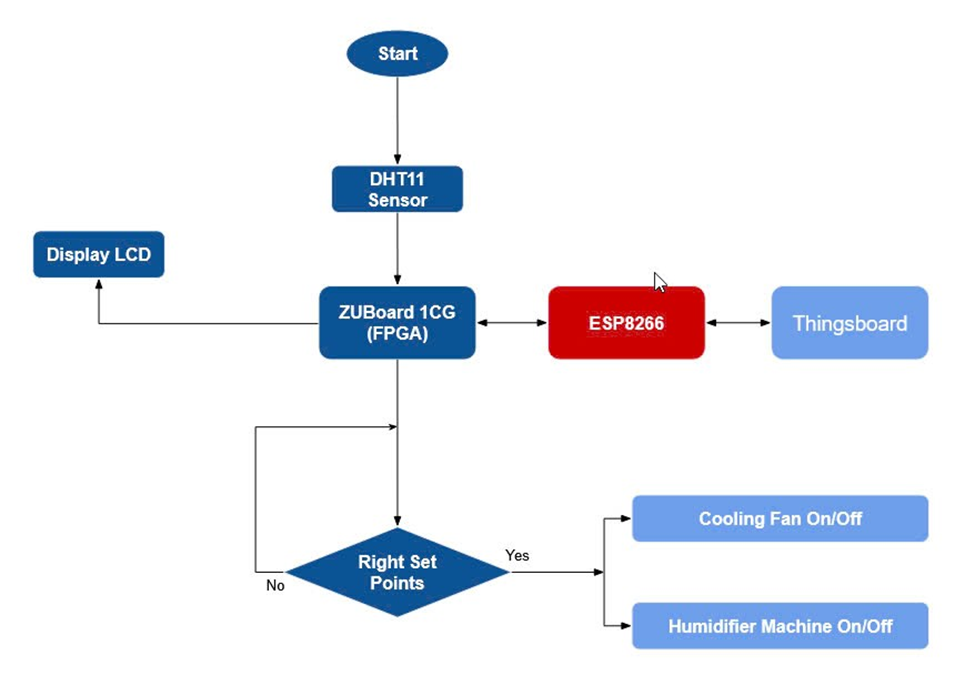 Start
DHT11
Sensor
Display LCD
ZUBoard 1CG
(FPGA)
ESP8266
Thingsboard
Right Set
Points
No
Yes
Cooling Fan On/Off
Humidifier Machine On/Off